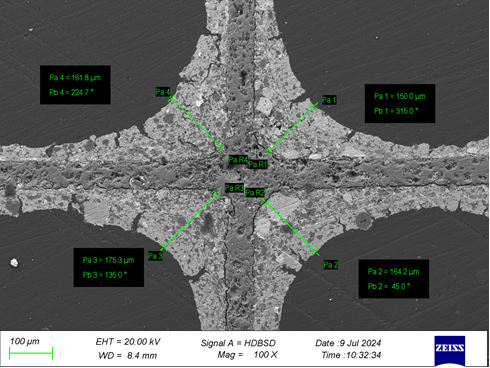 Pa 4 = 161.8 µm
Pb 4 = 224.7 °
Pa 4
Pa 1
Pa 1 = 150.0 µm
Pb 1 = 315.0 °
Pa R4
Pa R1
Pa R3
Pa R2
Pa 3
Pa 3 = 175.3 µm
Pb 3 = 135.0 °
Pa 2
Pa 2 = 164.2 µm
Pb 2 = 45.0 °
100 µm
EHT = 20.00 kV
WD = 8.4 mm
Signal A = HDBSD
Mag = 100 X
Date :9 Jul 2024
Time :10:32:34
ZEISS